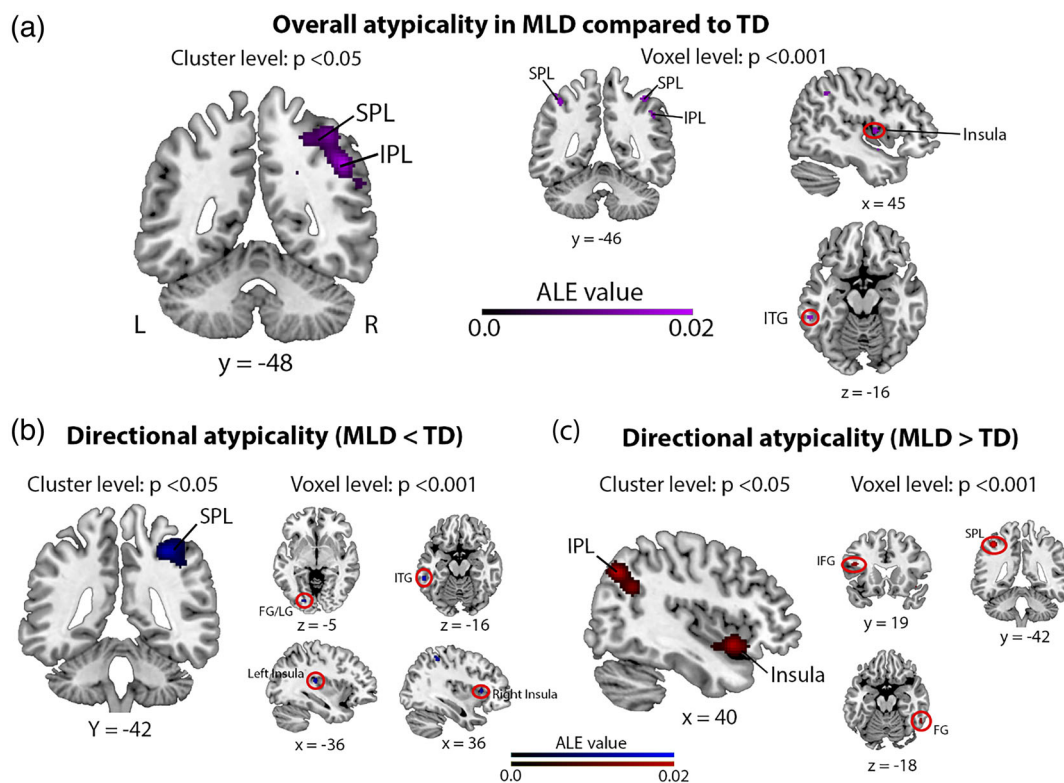 (a)
Overall atypicality in MLD compared to TD
Cluster level: p <0.05
Voxel level: p <0.001
SPL
IPL
L
R
y = -48
SPL
SPL
IPL
y = -46
Insula
x = 45
ALE value
0.0
0.02
ITG
z = -16
(b)
Directional atypicality (MLD < TD)
Cluster level: p <0.05
Voxel level: p <0.001
SPL
Y = -42
FG/LG
z = -5
ITG
z = -16
Left Insula
x = -36
Right Insula
x = 36
(c)
Directional atypicality (MLD > TD)
Cluster level: p <0.05
Voxel level: p <0.001
IPL
Insula
x = 40
IFG
y = 19
SPL
y = -42
FG
z = -18
ALE value
0.0
0.02